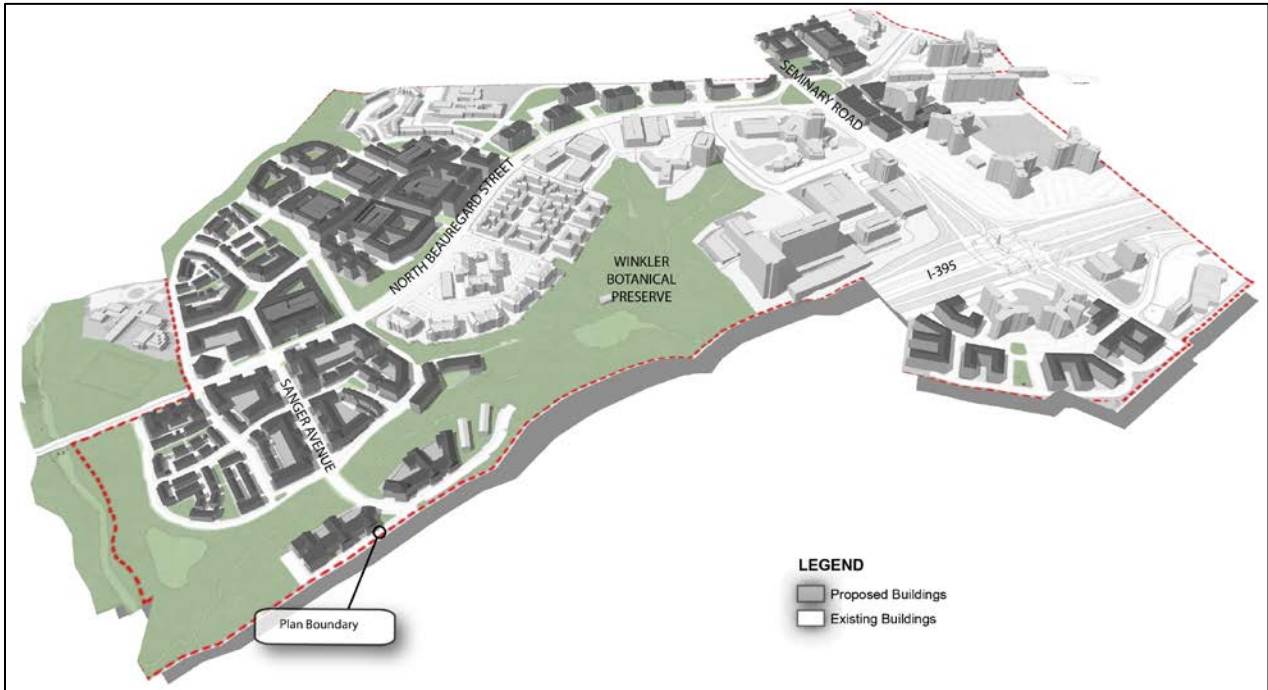 SEMINARY ROAD
NORTH BEAUREGARD STREET
WINKLER
BOTANICAL
PRESERVE
I-395
SANGER AVENUE
LEGEND
Proposed Buildings
Existing Buildings
Plan Boundary